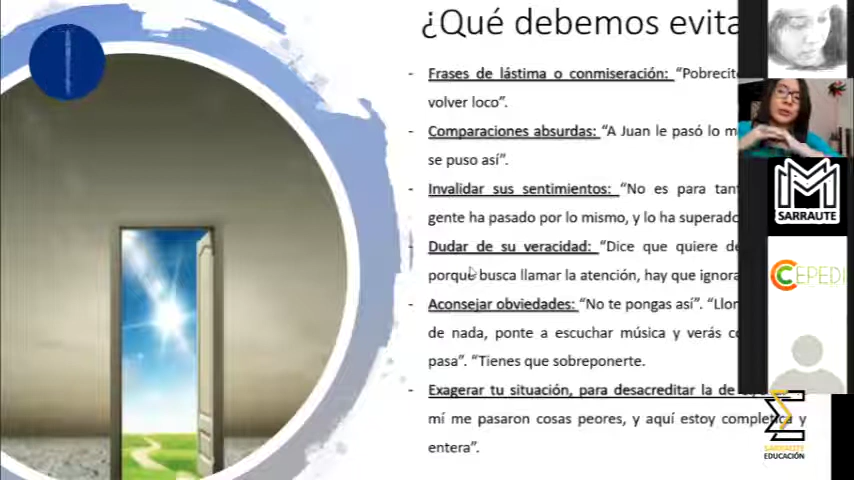 ¿Qué debemos evita
- Frases de lástima o conmiseración: “Pobrecit
volver loco”.
- Comparaciones absurdas: “A Juan le pasó lo m
se puso así”.
- Invalidar sus sentimientos: “No es para tant
gente ha pasado por lo mismo, y lo ha superado
- Dudar de su veracidad: “Dice que quiere de
porque busca llamar la atención, hay que ignora
- Aconsejar obviedades: “No te pongas así”. “Llor
de nada, ponte a escuchar música y verás c
pasa”. “Tienes que sobreponerte.
- Exagerar tu situación, para desacreditar la de
mí me pasaron cosas peores, y aquí estoy completica y
entera”.
SARRAUTE
CEPEDI
SARRAUTE
EDUCACIÓN